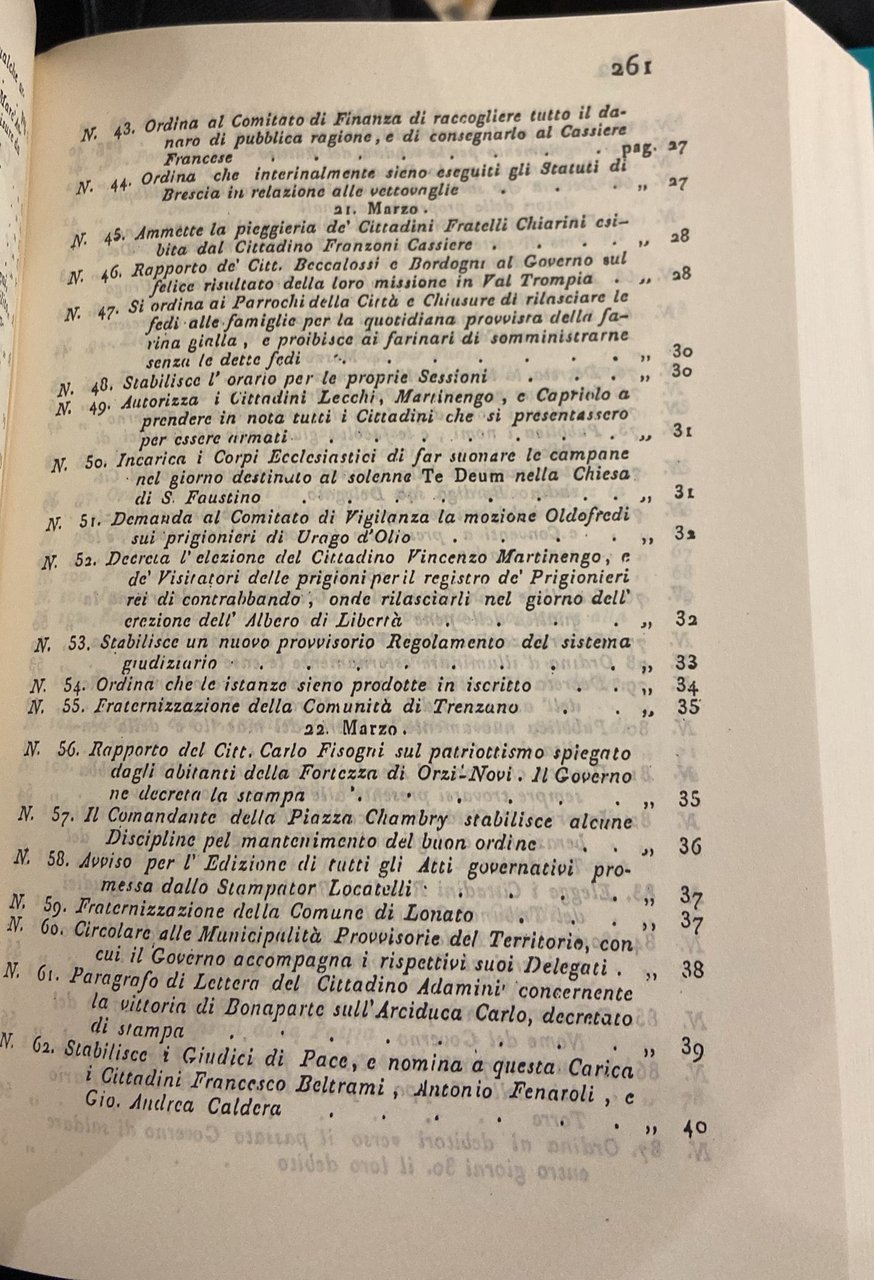 261
N. 43. Ordina al Comitato di Finanza di raccogliere tutto il da-
naro di pubblica ragione, e di consegnarlo al Cassiere
Francese . . . . . . . pag. 27
N. 44. Ordina che interinalmente sieno eseguiti gli Statuti di
Brescia in relazione alle vettovaglie . . . „ 27
21. Marzo.
N. 45. Ammette la pieggieria de' Cittadini Fratelli Chiarini esi-
bita dal Cittadino Franzoni Cassiere . . . . „ 28
N. 46. Rapporto de' Citt. Beccalossi e Bordogni al Governo sul
felice risultato della loro missione in Val Trompia . „ 28
N. 47. Si ordina ai Parrochi della Città e Chiusure di rilasciare le
fedi alle famiglie per la quotidiana provvista della fa-
rina gialla, e proibisce ai farinari di somministrarne
senza le dette fedi . . . . . . . „ 30
N. 48. Stabilisce l' orario per le proprie Sessioni . . . „ 30
N. 49. Autorizza i Cittadini Lecchi, Martinengo, e Capriolo a
prendere in nota tutti i Cittadini che si presentassero
per essere armati . . . . . . . „ 31
N. 50. Incarica i Corpi Ecclesiastici di far suonare le campane
nel giorno destinato al solenne Te Deum nella Chiesa
di S. Faustino . . . . . . . . „ 31
N. 51. Demanda al Comitato di Vigilanza la mozione Oldofredi
sui prigionieri di Urago d'Olio . . . . . „ 32
N. 52. Decreta l'elezione del Cittadino Vincenzo Martinengo, e
de' Visitatori delle prigioni per il registro de' Prigionieri
rei di contrabbando, onde rilasciarli nel giorno dell'
erezione dell' Albero di Libertà . . . . . „ 32
N. 53. Stabilisce un nuovo provvisorio Regolamento del sistema
giudiziario . . . . . . . . . „ 33
N. 54. Ordina che le istanze sieno prodotte in iscritto . . „ 34
N. 55. Fraternizzazione della Comunità di Trenzano . . „ 35
22. Marzo.
N. 56. Rapporto del Citt. Carlo Fisogni sul patriottismo spiegato
dagli abitanti della Fortezza di Orzi-Novi. Il Governo
ne decreta la stampa . . . . . . . „ 35
N. 57. Il Comandante della Piazza Chambry stabilisce alcune
Discipline pel mantenimento del buon ordine . . „ 36
N. 58. Avviso per l' Edizione di tutti gli Atti governativi pro-
messa dallo Stampator Locatelli . . . . . „ 37
N. 59. Fraternizzazione della Comune di Lonato . . . „ 37
N. 60. Circolare alle Municipalità Provvisorie del Territorio, con
cui il Governo accompagna i rispettivi suoi Delegati . „ 38
N. 61. Paragrafo di Lettera del Cittadino Adamini concernente
la vittoria di Bonaparte sull'Arciduca Carlo, decretato
di stampa . . . . . . . . . „ 39
N. 62. Stabilisce i Giudici di Pace, e nomina a questa Carica
i Cittadini Francesco Beltrami, Antonio Fenaroli, e
Gio. Andrea Caldera . . . . . . „ 40